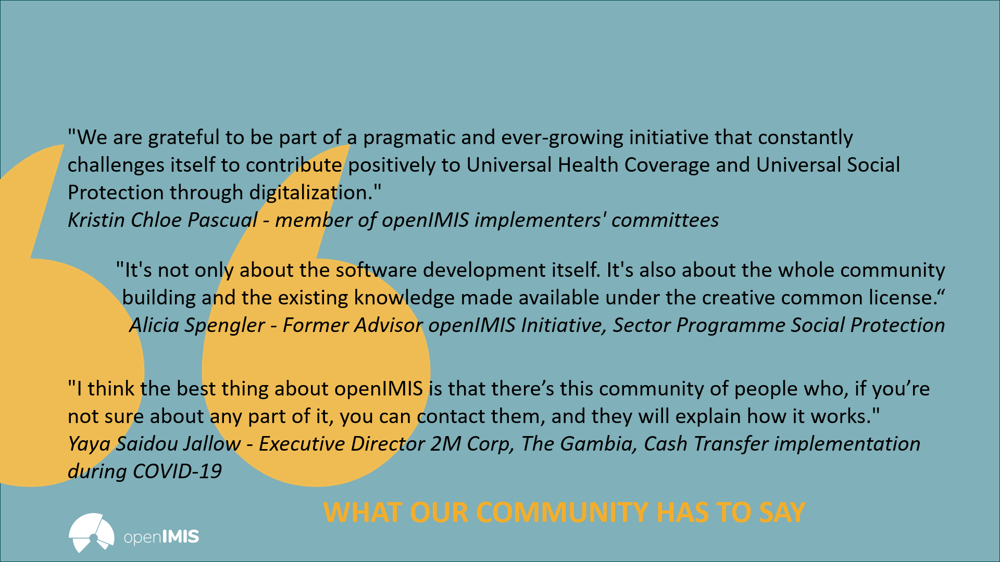 "We are grateful to be part of a pragmatic and ever-growing initiative that constantly
challenges itself to contribute positively to Universal Health Coverage and Universal Social
Protection through digitalization."
Kristin Chloe Pascual - member of openIMIS implementers' committees
"It's not only about the software development itself. It's also about the whole community
building and the existing knowledge made available under the creative common license.“
Alicia Spengler - Former Advisor openIMIS Initiative, Sector Programme Social Protection
"I think the best thing about openIMIS is that there’s this community of people who, if you’re
not sure about any part of it, you can contact them, and they will explain how it works."
Yaya Saidou Jallow - Executive Director 2M Corp, The Gambia, Cash Transfer implementation
during COVID-19
WHAT OUR COMMUNITY HAS TO SAY
openIMIS